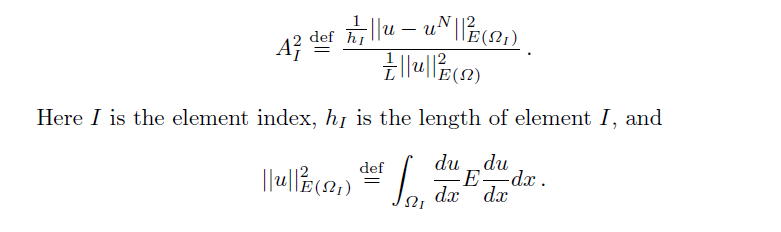 $A_I^2 \stackrel{\text{def}}{=} \frac{\frac{1}{h_I}||u - u^N||^2_{E(\Omega_I)}}{\frac{1}{L}||u||^2_{E(\Omega)}}.$
Here $I$ is the element index, $h_I$ is the length of element $I$, and
$||u||^2_{E(\Omega_I)} \stackrel{\text{def}}{=} \int_{\Omega_I} \frac{du}{dx} E \frac{du}{dx} dx.$